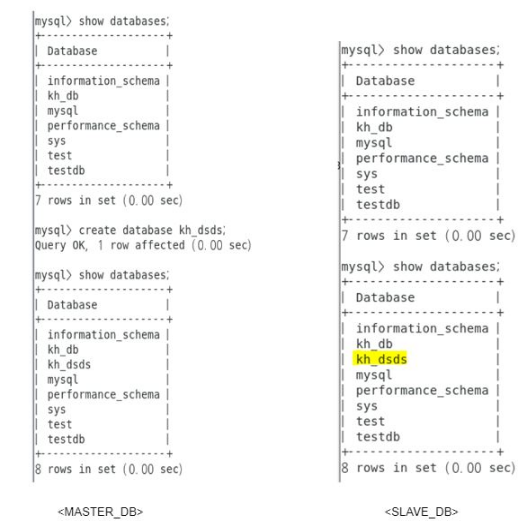 mysql> show databases;
+--------------------+
| Database           |
+--------------------+
| information_schema |
| kh_db              |
| mysql              |
| performance_schema |
| sys                |
| test               |
| testdb             |
+--------------------+
7 rows in set (0.00 sec)
mysql> create database kh_dsds;
Query OK, 1 row affected (0.00 sec)
mysql> show databases;
+--------------------+
| Database           |
+--------------------+
| information_schema |
| kh_db              |
| kh_dsds            |
| mysql              |
| performance_schema |
| sys                |
| test               |
| testdb             |
+--------------------+
8 rows in set (0.00 sec)
<MASTER_DB>
mysql> show databases;
+--------------------+
| Database           |
+--------------------+
| information_schema |
| kh_db              |
| mysql              |
| performance_schema |
| sys                |
| test               |
| testdb             |
+--------------------+
7 rows in set (0.00 sec)
mysql> show databases;
+--------------------+
| Database           |
+--------------------+
| information_schema |
| kh_db              |
| kh_dsds            |
| mysql              |
| performance_schema |
| sys                |
| test               |
| testdb             |
+--------------------+
8 rows in set (0.00 sec)
<SLAVE_DB>